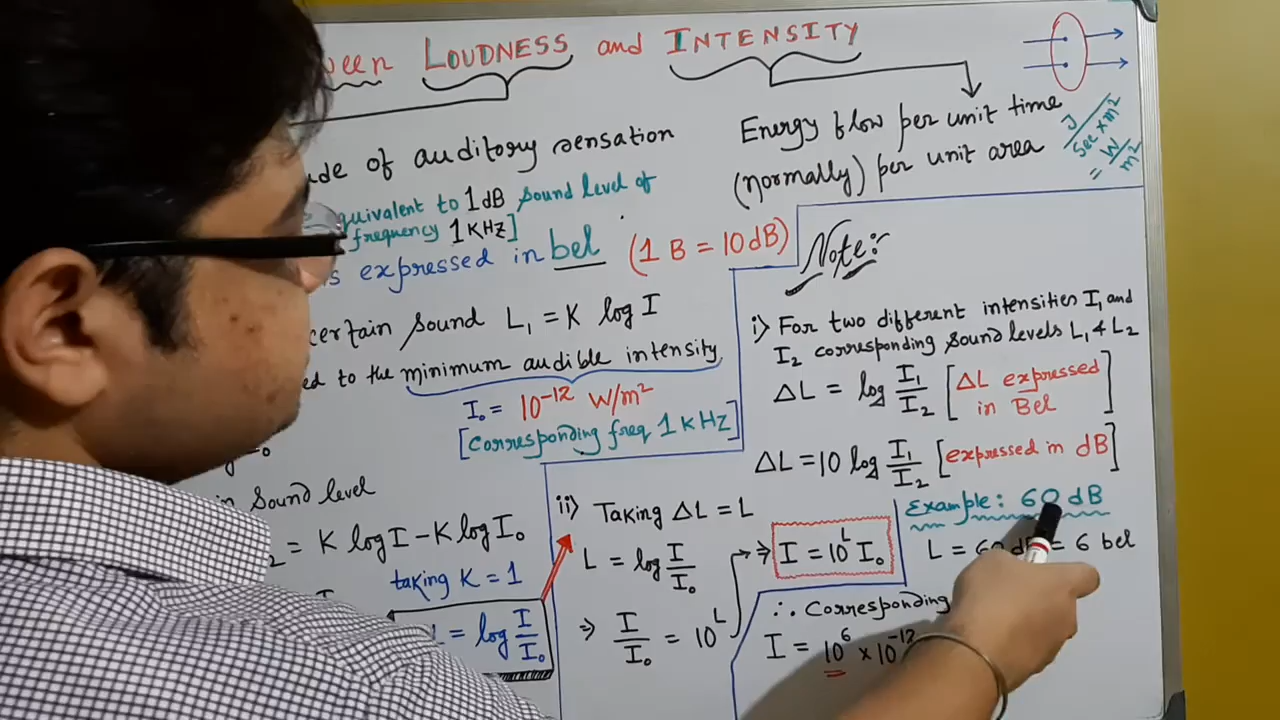 LOUDNESS and INTENSITY
of auditory sensation
Energy flow per unit time
(normally) per unit area
J
Sec × m²
= W
m²
equivalent to 1 dB sound level of
frequency 1 KHz]
expressed in bel (1 B = 10 dB)
Note:
sound L₁ = K log I
to the minimum audible intensity
I₀ = 10⁻¹² W/m²
[corresponding freq 1 KHz]
i) For two different intensities I₁ and
I₂ corresponding sound levels L₁ & L₂
ΔL = log I₁/I₂ [ΔL expressed
in Bel]
ΔL = 10 log I₁/I₂ [expressed in dB]
sound level
= K log I - K log I₀
taking K = 1
= log I/I₀
ii) Taking ΔL = L
L = log I/I₀
⇒ I/I₀ = 10ᴸ
⇒ I = 10ᴸ I₀
Example: 60 dB
L = 60 = 6 bel
∴ Corresponding
I = 10⁶ × 10⁻¹²